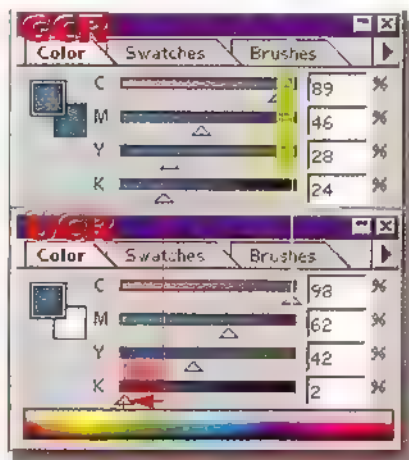 GCR
Color Swatches Brushes
C 89 %
M 46 %
Y 28 %
K 24 %
UCR
Color Swatches Brushes
C 98 %
M 62 %
Y 42 %
K 2 %